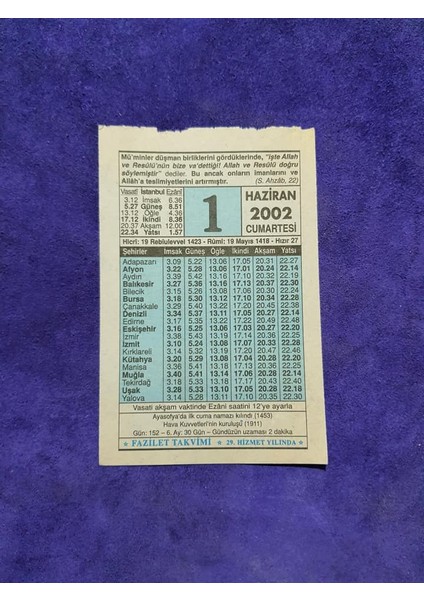 Mü'minler düşman birliklerini gördüklerinde, "İşte Allah
ve Resûlü'nün bize va'dettiği! Allah ve Resûlü doğru
söylemiştir" dediler. Bu ancak onların imanlarını ve
Allâh'a teslimiyetlerini artırmıştır. (S. Ahzâb, 22)
Vasatî İstanbul Ezânî
3.12 İmsak 6.36
5.27 Güneş 8.51
13.12 Öğle 4.36
17.12 İkindi 8.36
20.37 Akşam 12.00
22.34 Yatsı 1.57
1
HAZİRAN
2002
CUMARTESİ
Hicrî: 19 Rebiulevvel 1423 - Rûmî: 19 Mayıs 1418 - Hızır 27
Şehirler İmsak Güneş Öğle İkindi Akşam Yatsı
Adapazarı 3.09 5.22 13.06 17.05 20.31 22.27
Afyon 3.22 5.28 13.06 17.01 20.24 22.14
Aydın 3.39 5.42 13.16 17.10 20.32 22.19
Balıkesir 3.27 5.36 13.16 17.13 20.37 22.30
Bilecik 3.15 5.26 13.08 17.06 20.31
Bursa 3.18 5.30 13.12 17.10 20.35 22.30
Çanakkale 3.29 5.40 13.22 17.20 20.45
Denizli 3.34 5.37 13.11 17.05 20.27 22.14
Edirne 3.17 5.35 13.22 17.22 20.48
Eskişehir 3.16 5.25 13.06 17.03 20.27 22.22
İzmir 3.38 5.43 13.19 17.14 20.37
İzmit 3.10 5.24 13.08 17.07 20.33 22.28
Kırklareli 3.14 5.32 13.19 17.20 20.47 22.46
Kütahya 3.20 5.29 13.08 17.04 20.28 22.21
Manisa 3.36 5.41 13.18 17.13 20.36 22.25
Muğla 3.40 5.41 13.14 17.06 20.28 22.14
Tekirdağ 3.18 5.33 13.18 17.17 20.43
Uşak 3.28 5.33 13.10 17.05 20.28 22.18
Yalova 3.14 5.28 13.11 17.10 20.35 22.30
Vasatî akşam vaktinde Ezânî saatini 12'ye ayarla
Ayasofya'da ilk cuma namazı kılındı (1453)
Hava Kuvvetleri'nin kuruluşu (1911)
Gün: 152 – 6. Ay: 30 Gün – Gündüzün uzaması 2 dakika
FAZİLET TAKVİMİ 29. HİZMET YILINDA